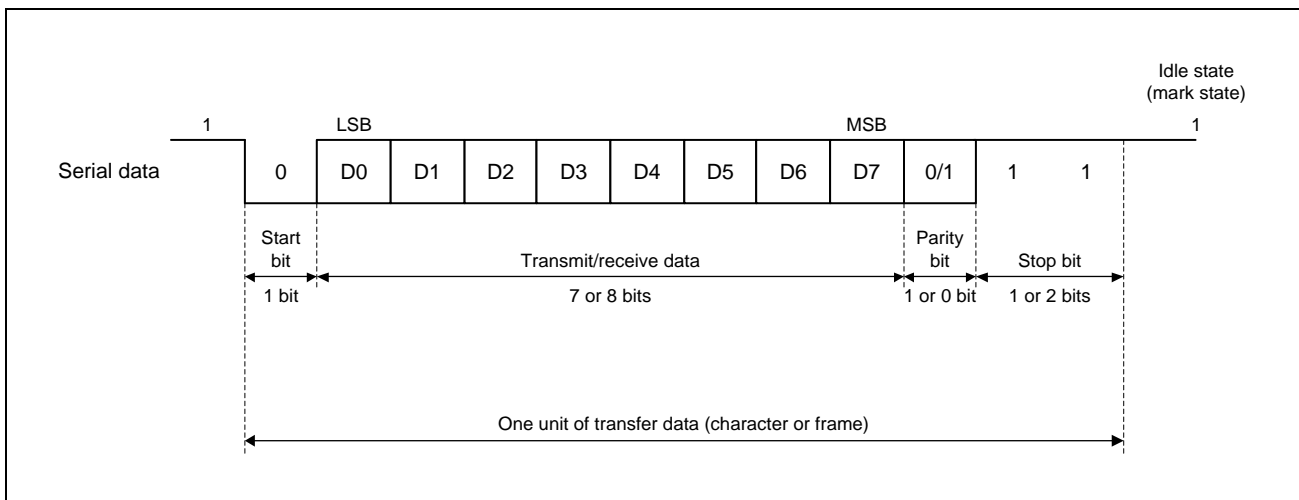 Idle state
(mark state)
1 LSB MSB 1
Serial data 0 D0 D1 D2 D3 D4 D5 D6 D7 0/1 1 1
Start
bit
1 bit
Transmit/receive data
7 or 8 bits
Parity
bit
1 or 0 bit
Stop bit
1 or 2 bits
One unit of transfer data (character or frame)